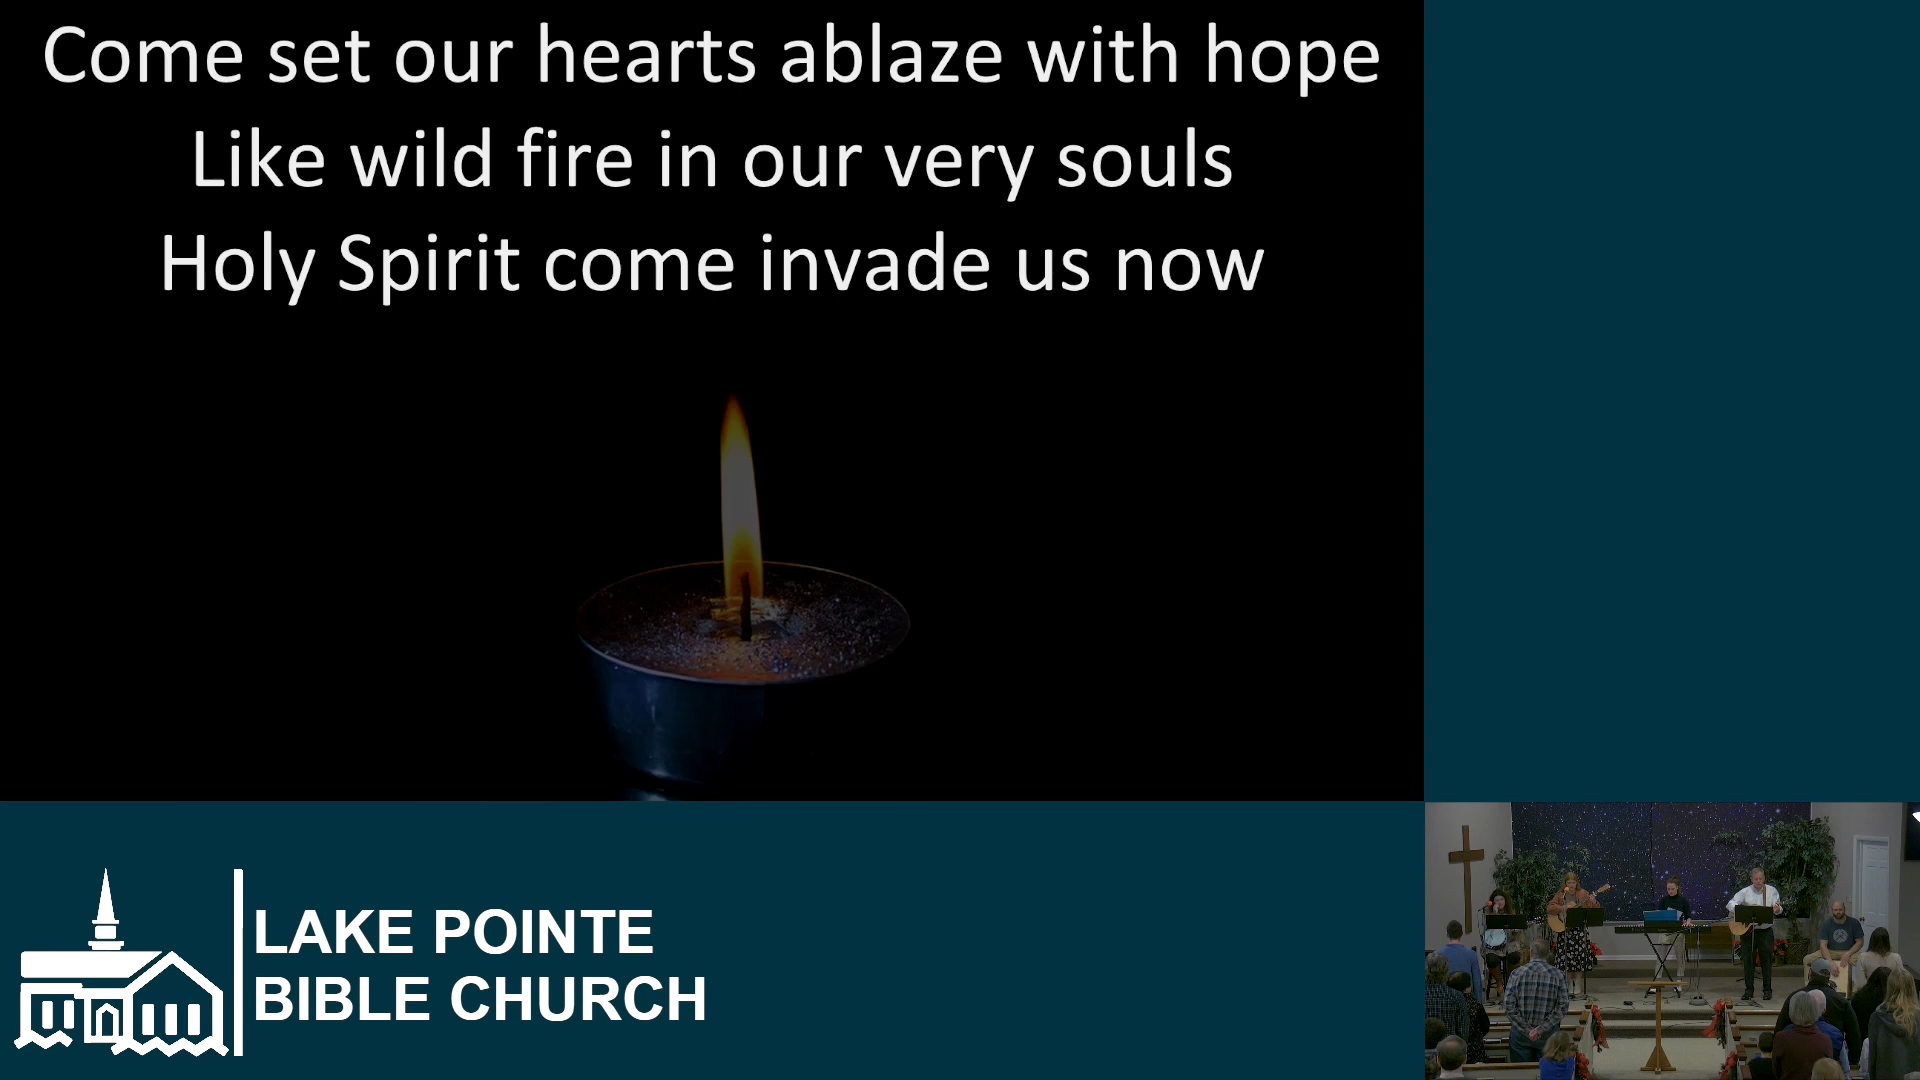 Come set our hearts ablaze with hope
Like wild fire in our very souls
Holy Spirit come invade us now
LAKE POINTE
BIBLE CHURCH